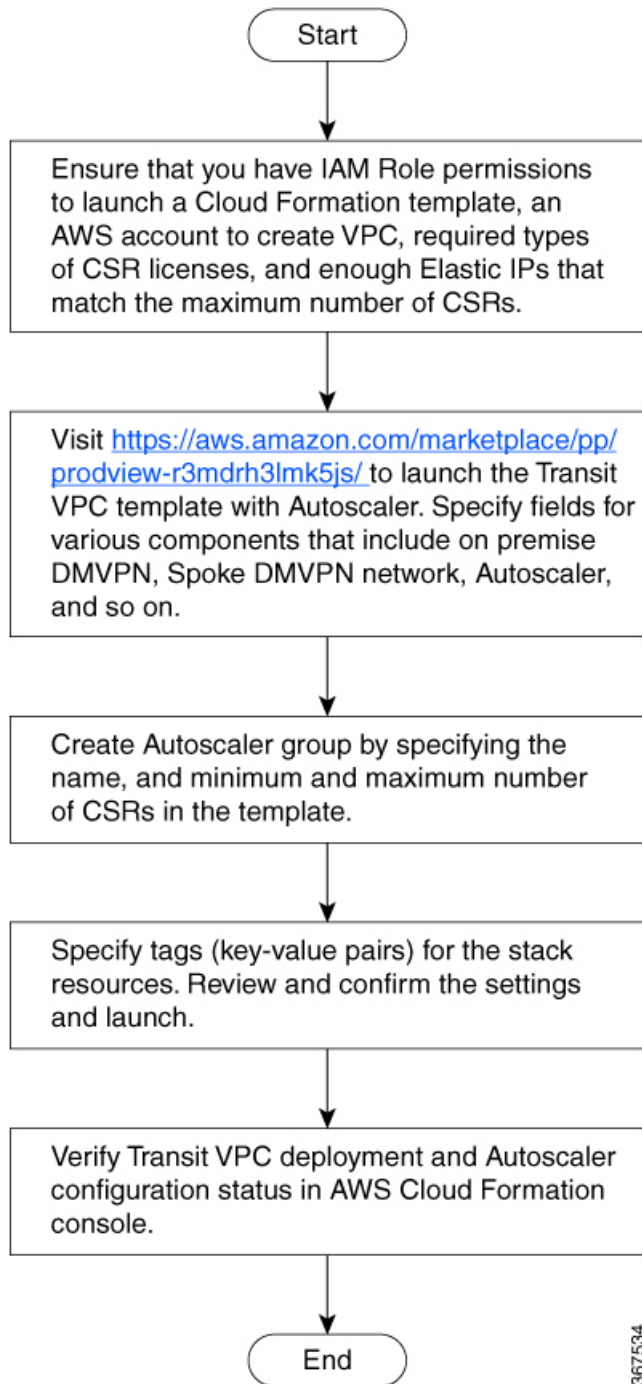 Start
Ensure that you have IAM Role permissions
to launch a Cloud Formation template, an
AWS account to create VPC, required types
of CSR licenses, and enough Elastic IPs that
match the maximum number of CSRs.
Visit https://aws.amazon.com/marketplace/pp/
prodview-r3mdrh3lmk5js/ to launch the Transit
VPC template with Autoscaler. Specify fields for
various components that include on premise
DMVPN, Spoke DMVPN network, Autoscaler,
and so on.
Create Autoscaler group by specifying the
name, and minimum and maximum number
of CSRs in the template.
Specify tags (key-value pairs) for the stack
resources. Review and confirm the settings
and launch.
Verify Transit VPC deployment and Autoscaler
configuration status in AWS Cloud Formation
console.
End
367534